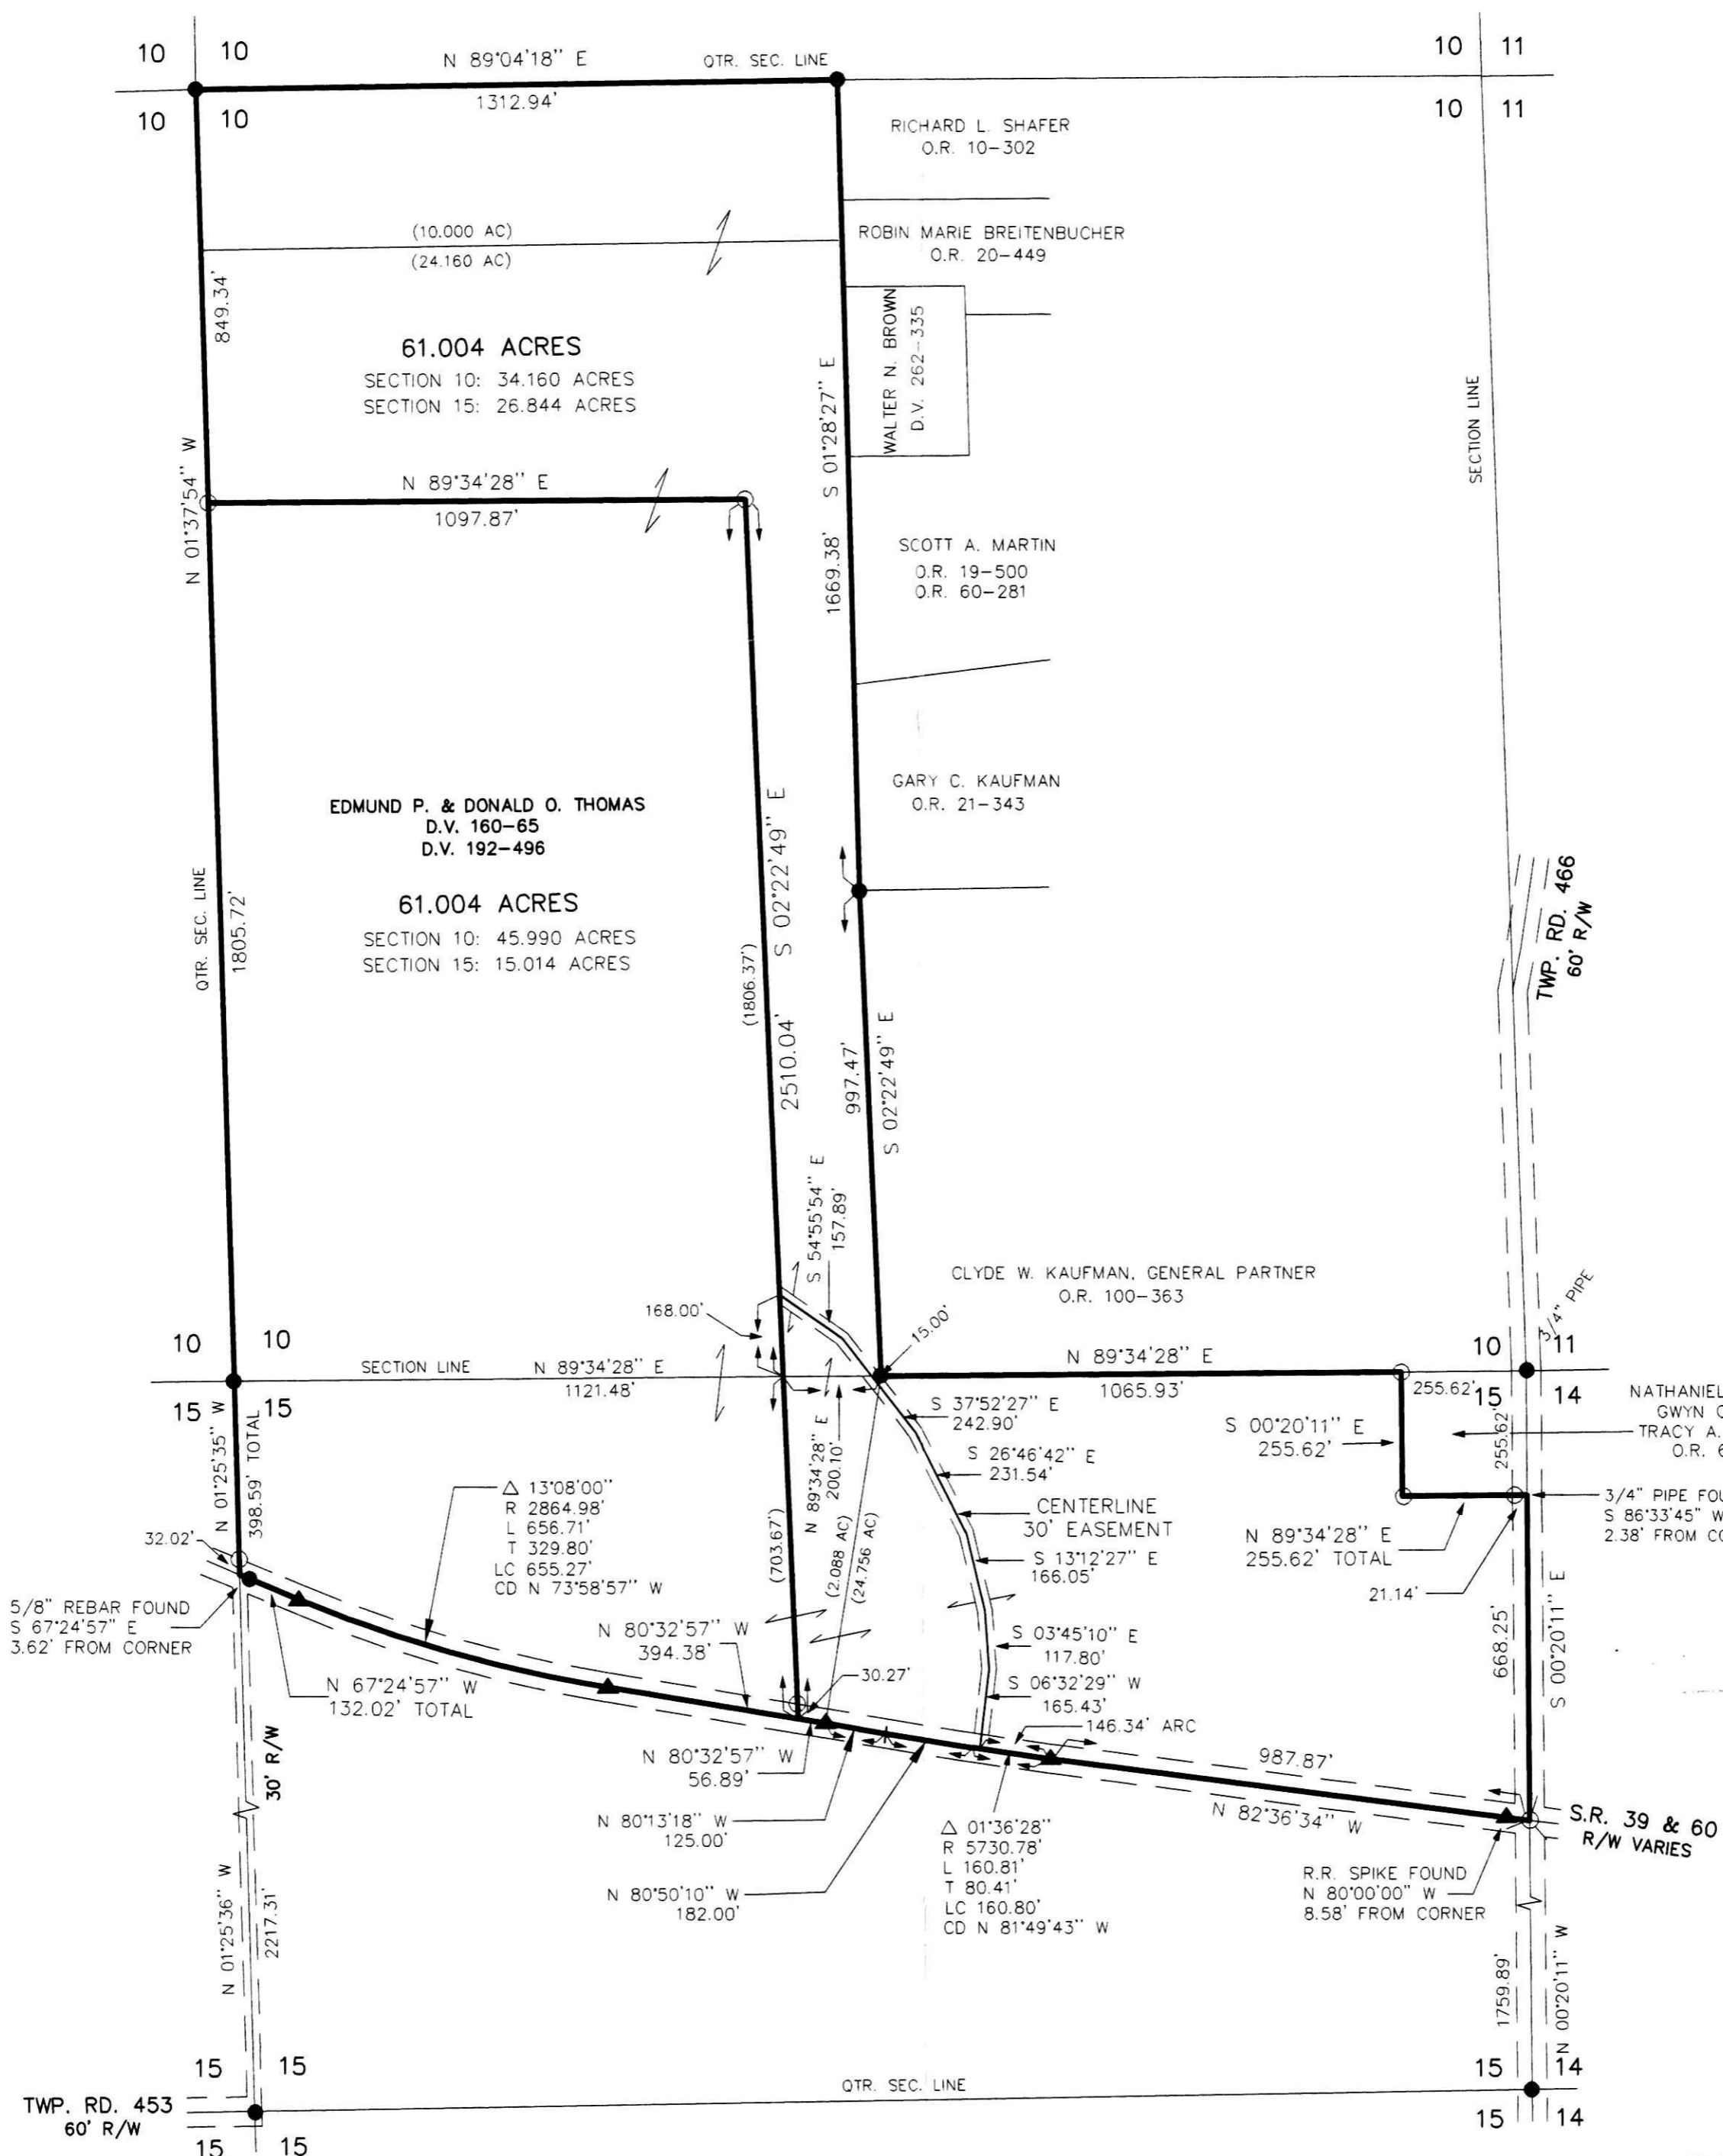 10 10
10 11
N 89°04'18" E
QTR. SEC. LINE
1312.94'
10 10
10 11
RICHARD L. SHAFER
O.R. 10-302
(10.000 AC)
(24.160 AC)
ROBIN MARIE BREITENBUCHER
O.R. 20-449
849.34'
WALTER N. BROWN
D.V. 262-335
61.004 ACRES
SECTION 10: 34.160 ACRES
SECTION 15: 26.844 ACRES
S 01°28'27" E
1669.38'
SECTION LINE
N 01°37'54" W
N 89°34'28" E
1097.87'
SCOTT A. MARTIN
O.R. 19-500
O.R. 60-281
GARY C. KAUFMAN
O.R. 21-343
EDMUND P. & DONALD O. THOMAS
D.V. 160-65
D.V. 192-496
61.004 ACRES
SECTION 10: 45.990 ACRES
SECTION 15: 15.014 ACRES
QTR. SEC. LINE
1805.72'
S 02°22'49" E
(1806.37')
2510.04'
997.47'
S 02°22'49" E
TWP. RD. 466
60' R/W
S 54°55'54" E
157.89'
CLYDE W. KAUFMAN, GENERAL PARTNER
O.R. 100-363
168.00'
15.00'
3/4" PIPE
10 10
SECTION LINE
N 89°34'28" E
1121.48'
15 15
N 89°34'28" E
1065.93'
10 11
15 14
255.62'
255.62'
S 00°20'11" E
255.62'
NATHANIEL
GWYN
TRACY A.
O.R. 6
N 01°25'35" W
398.59' TOTAL
32.02'
△ 13°08'00"
R 2864.98'
L 656.71'
T 329.80'
LC 655.27'
CD N 73°58'57" W
(703.67')
N 89°34'28" E
200.10'
(2.088 AC)
(24.756 AC)
S 37°52'27" E
242.90'
S 26°46'42" E
231.54'
CENTERLINE
30' EASEMENT
S 13°12'27" E
166.05'
S 03°45'10" E
117.80'
S 06°32'29" W
165.43'
N 89°34'28" E
255.62' TOTAL
21.14'
3/4" PIPE FOU
S 86°33'45" W
2.38' FROM CO
668.25'
S 00°20'11" E
5/8" REBAR FOUND
S 67°24'57" E
3.62' FROM CORNER
N 67°24'57" W
132.02' TOTAL
N 80°32'57" W
394.38'
30.27'
146.34' ARC
987.87'
N 82°36'34" W
30' R/W
N 80°32'57" W
56.89'
N 80°13'18" W
125.00'
N 80°50'10" W
182.00'
△ 01°36'28"
R 5730.78'
L 160.81'
T 80.41'
LC 160.80'
CD N 81°49'43" W
S.R. 39 & 60
R/W VARIES
R.R. SPIKE FOUND
N 80°00'00" W
8.58' FROM CORNER
N 01°25'36" W
2217.31'
1759.89'
N 00°20'11" W
15 15
QTR. SEC. LINE
15 14
TWP. RD. 453
60' R/W
15 15
15 14